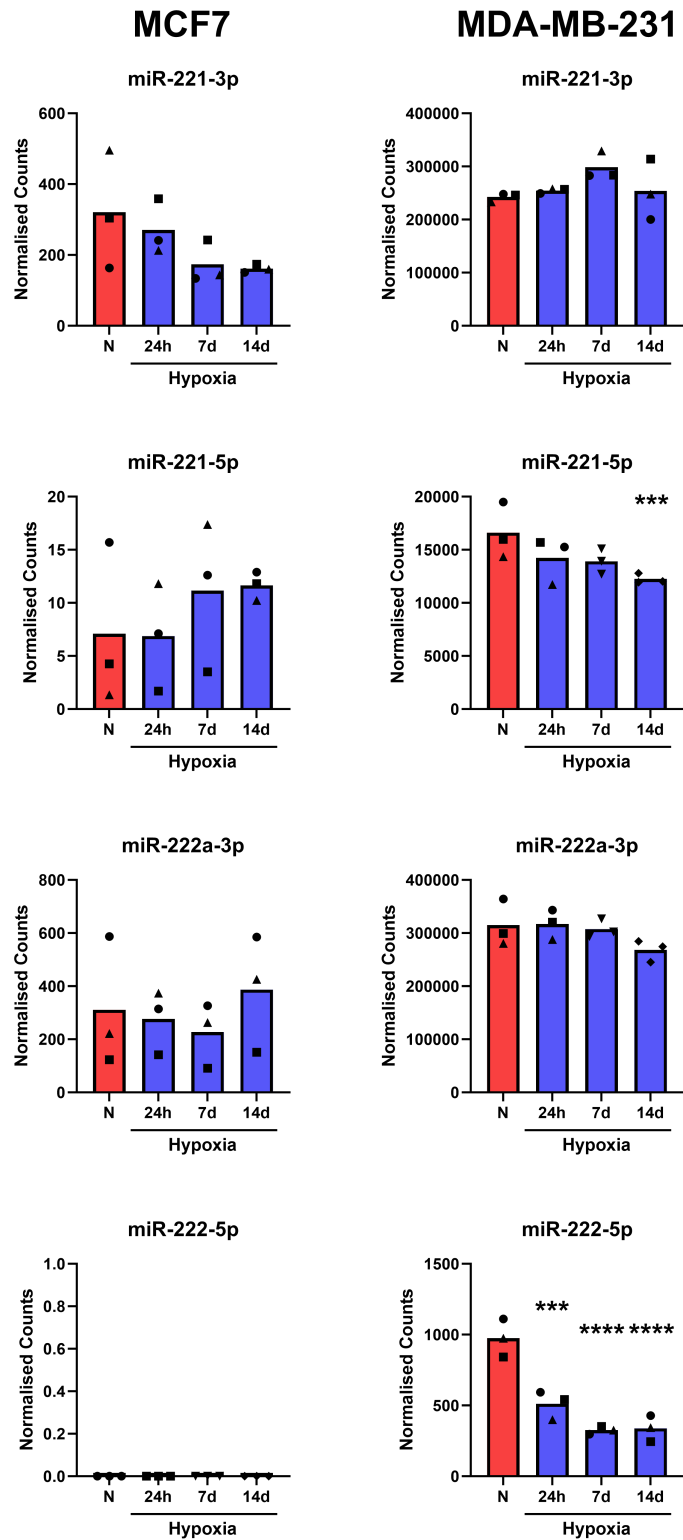 MCF7
MDA-MB-231
miR-221-3p
Normalised Counts
600
400
200
0
N
24h
7d
14d
Hypoxia
miR-221-3p
Normalised Counts
400000
300000
200000
100000
0
N
24h
7d
14d
Hypoxia
miR-221-5p
Normalised Counts
20
15
10
5
0
N
24h
7d
14d
Hypoxia
miR-221-5p
Normalised Counts
20000
15000
10000
5000
0
***
N
24h
7d
14d
Hypoxia
miR-222a-3p
Normalised Counts
800
600
400
200
0
N
24h
7d
14d
Hypoxia
miR-222a-3p
Normalised Counts
400000
300000
200000
100000
0
N
24h
7d
14d
Hypoxia
miR-222-5p
Normalised Counts
1.0
0.8
0.6
0.4
0.2
0.0
N
24h
7d
14d
Hypoxia
miR-222-5p
Normalised Counts
1500
1000
500
0
***
****
****
N
24h
7d
14d
Hypoxia